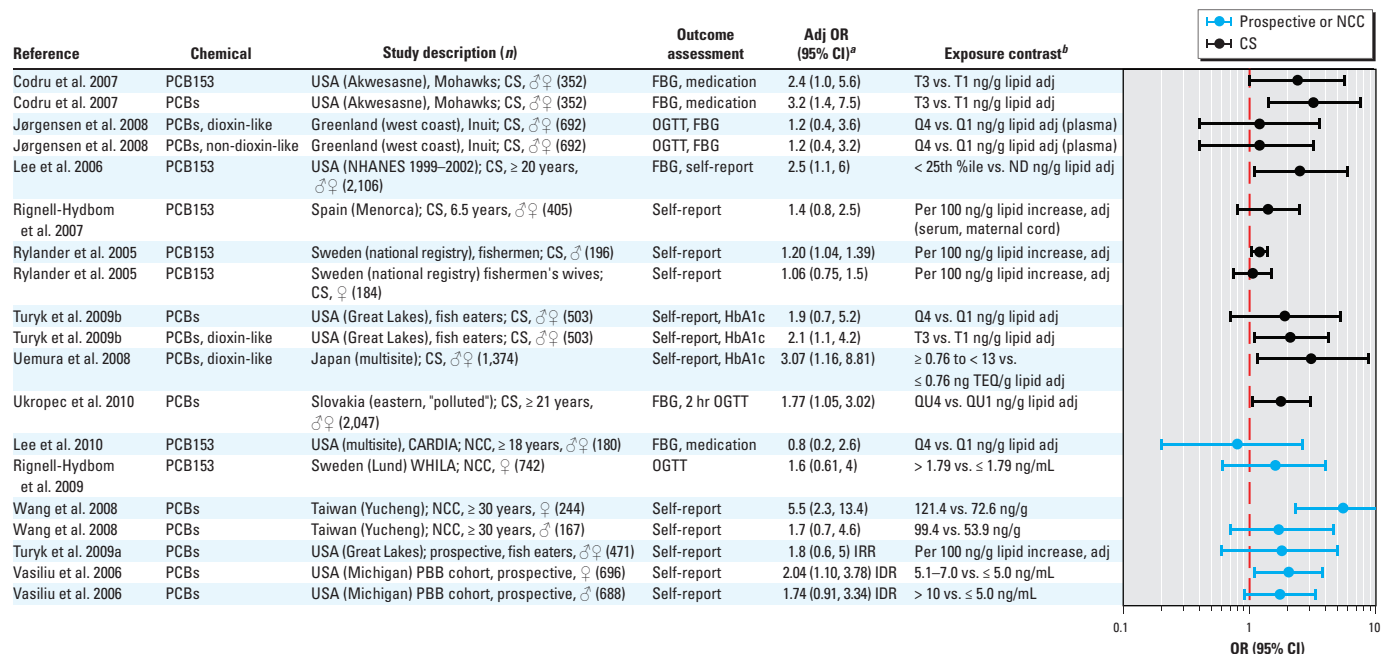 Prospective or NCC
CS
Reference Chemical Study description (n) Outcome assessment Adj OR (95% CI)a Exposure contrastb
Codru et al. 2007 PCB153 USA (Akwesasne), Mohawks; CS, ♂♀ (352) FBG, medication 2.4 (1.0, 5.6) T3 vs. T1 ng/g lipid adj
Codru et al. 2007 PCBs USA (Akwesasne), Mohawks; CS, ♂♀ (352) FBG, medication 3.2 (1.4, 7.5) T3 vs. T1 ng/g lipid adj
Jørgensen et al. 2008 PCBs, dioxin-like Greenland (west coast), Inuit; CS, ♂♀ (692) OGTT, FBG 1.2 (0.4, 3.6) Q4 vs. Q1 ng/g lipid adj (plasma)
Jørgensen et al. 2008 PCBs, non-dioxin-like Greenland (west coast), Inuit; CS, ♂♀ (692) OGTT, FBG 1.2 (0.4, 3.2) Q4 vs. Q1 ng/g lipid adj (plasma)
Lee et al. 2006 PCB153 USA (NHANES 1999–2002); CS, ≥ 20 years, FBG, self-report 2.5 (1.1, 6) < 25th %ile vs. ND ng/g lipid adj
♂♀ (2,106)
Rignell-Hydbom PCB153 Spain (Menorca); CS, 6.5 years, ♂♀ (405) Self-report 1.4 (0.8, 2.5) Per 100 ng/g lipid increase, adj
et al. 2007 (serum, maternal cord)
Rylander et al. 2005 PCB153 Sweden (national registry), fishermen; CS, ♂ (196) Self-report 1.20 (1.04, 1.39) Per 100 ng/g lipid increase, adj
Rylander et al. 2005 PCB153 Sweden (national registry) fishermen's wives; Self-report 1.06 (0.75, 1.5) Per 100 ng/g lipid increase, adj
CS, ♀ (184)
Turyk et al. 2009b PCBs USA (Great Lakes), fish eaters; CS, ♂♀ (503) Self-report, HbA1c 1.9 (0.7, 5.2) Q4 vs. Q1 ng/g lipid adj
Turyk et al. 2009b PCBs, dioxin-like USA (Great Lakes), fish eaters; CS, ♂♀ (503) Self-report, HbA1c 2.1 (1.1, 4.2) T3 vs. T1 ng/g lipid adj
Uemura et al. 2008 PCBs, dioxin-like Japan (multisite); CS, ♂♀ (1,374) Self-report, HbA1c 3.07 (1.16, 8.81) ≥ 0.76 to < 13 vs.
≤ 0.76 ng TEQ/g lipid adj
Ukropec et al. 2010 PCBs Slovakia (eastern, "polluted"); CS, ≥ 21 years, FBG, 2 hr OGTT 1.77 (1.05, 3.02) QU4 vs. QU1 ng/g lipid adj
♂♀ (2,047)
Lee et al. 2010 PCB153 USA (multisite), CARDIA; NCC, ≥ 18 years, ♂♀ (180) FBG, medication 0.8 (0.2, 2.6) Q4 vs. Q1 ng/g lipid adj
Rignell-Hydbom PCB153 Sweden (Lund) WHILA; NCC, ♀ (742) OGTT 1.6 (0.61, 4) > 1.79 vs. ≤ 1.79 ng/mL
et al. 2009
Wang et al. 2008 PCBs Taiwan (Yucheng); NCC, ≥ 30 years, ♀ (244) Self-report 5.5 (2.3, 13.4) 121.4 vs. 72.6 ng/g
Wang et al. 2008 PCBs Taiwan (Yucheng); NCC, ≥ 30 years, ♂ (167) Self-report 1.7 (0.7, 4.6) 99.4 vs. 53.9 ng/g
Turyk et al. 2009a PCBs USA (Great Lakes); prospective, fish eaters, ♂♀ (471) Self-report 1.8 (0.6, 5) IRR Per 100 ng/g lipid increase, adj
Vasiliu et al. 2006 PCBs USA (Michigan) PBB cohort, prospective, ♀ (696) Self-report 2.04 (1.10, 3.78) IDR 5.1–7.0 vs. ≤ 5.0 ng/mL
Vasiliu et al. 2006 PCBs USA (Michigan) PBB cohort, prospective, ♂ (688) Self-report 1.74 (0.91, 3.34) IDR > 10 vs. ≤ 5.0 ng/mL
0.1 1 10
OR (95% CI)